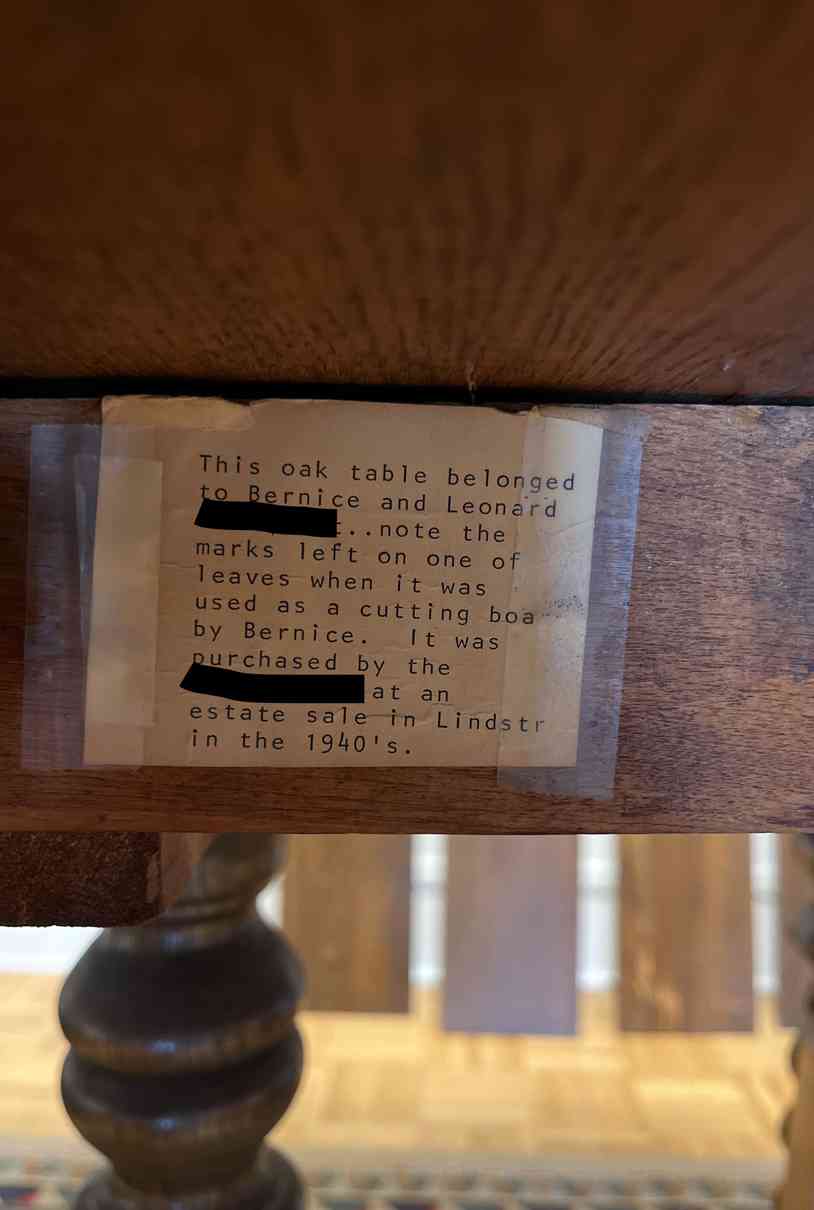 This oak table belonged
to Bernice and Leonard
..note the
marks left on one of
leaves when it was
used as a cutting boa
by Bernice. It was
purchased by the
at an
estate sale in Lindstr
in the 1940's.